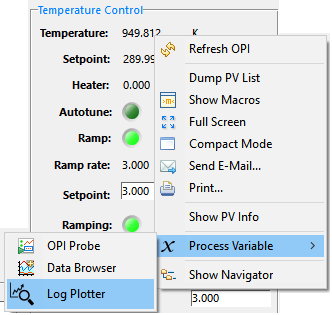 Temperature Control
Temperature: 949.812 K
Setpoint: 289.99
Heater: 0.000
Autotune:
Ramp:
Ramp rate: 3.000
Setpoint: 3.000
Ramping:
3.000
Refresh OPI
Dump PV List
Show Macros
Full Screen
Compact Mode
Send E-Mail...
Print...
Show PV Info
Process Variable
Show Navigator
OPI Probe
Data Browser
Log Plotter